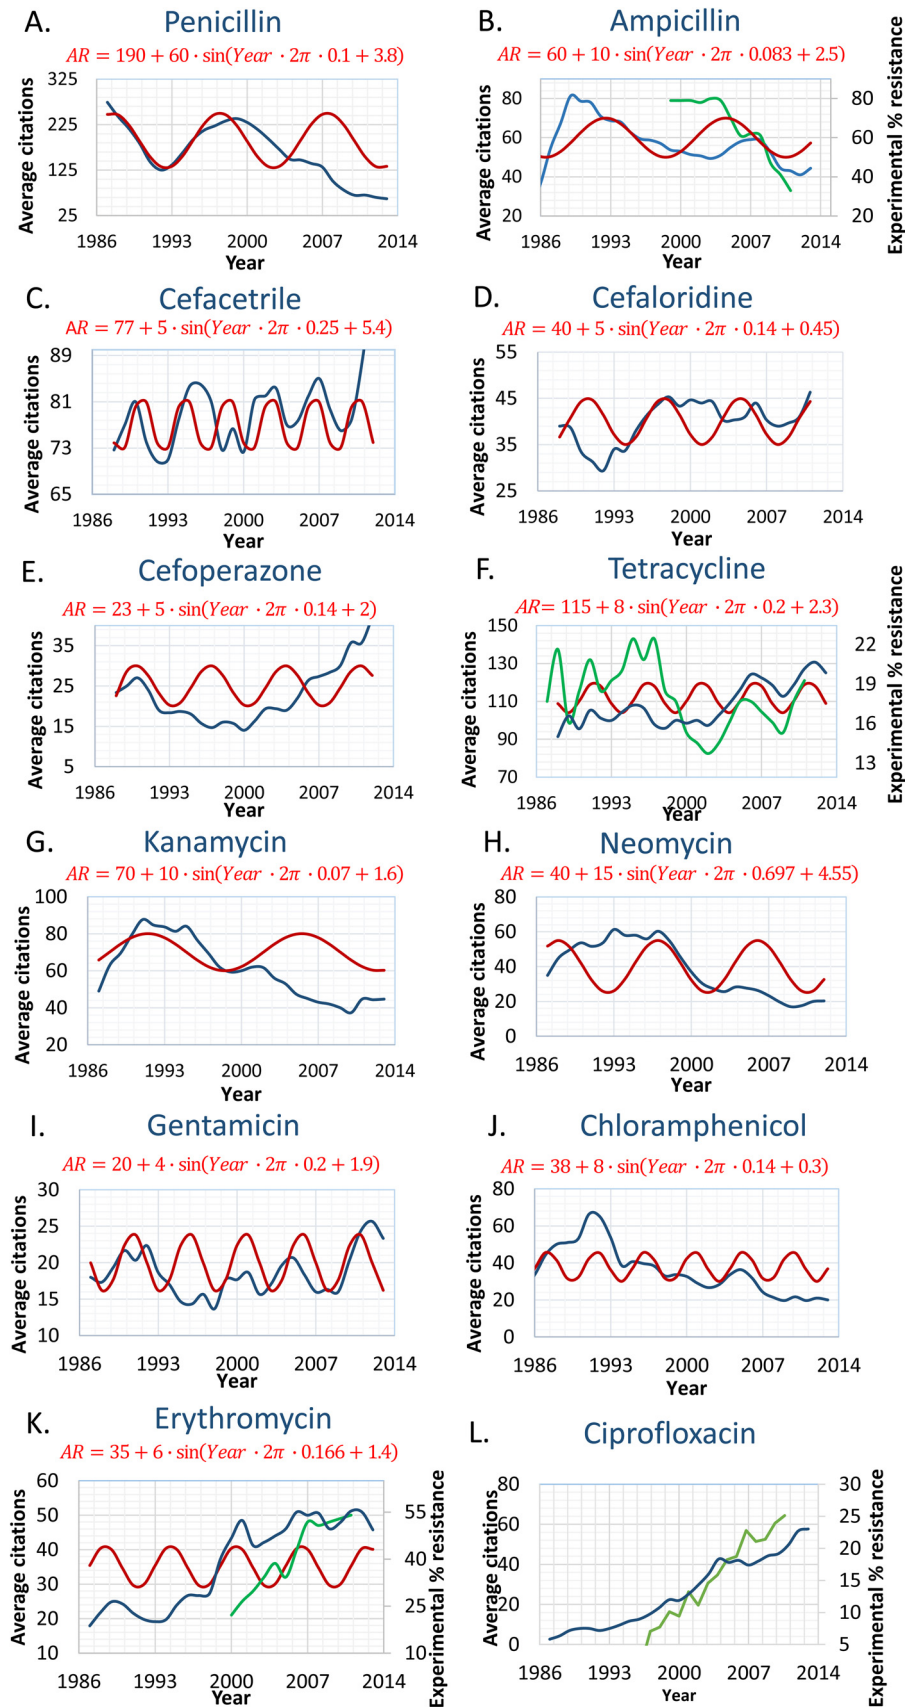 A. Penicillin
AR = 190 + 60 · sin(Year · 2π · 0.1 + 3.8)
325
225
125
25
Average citations
1986 1993 2000 2007 2014
Year
B. Ampicillin
AR = 60 + 10 · sin(Year · 2π · 0.083 + 2.5)
80
60
40
20
Average citations
80
60
40
20
Experimental % resistance
1986 1993 2000 2007 2014
Year
C. Cefacetrile
AR = 77 + 5 · sin(Year · 2π · 0.25 + 5.4)
89
81
73
65
Average citations
1986 1993 2000 2007 2014
Year
D. Cefaloridine
AR = 40 + 5 · sin(Year · 2π · 0.14 + 0.45)
55
45
35
25
Average citations
1986 1993 2000 2007 2014
Year
E. Cefoperazone
AR = 23 + 5 · sin(Year · 2π · 0.14 + 2)
35
25
15
5
Average citations
1986 1993 2000 2007 2014
Year
F. Tetracycline
AR= 115 + 8 · sin(Year · 2π · 0.2 + 2.3)
150
130
110
90
70
Average citations
22
19
16
13
Experimental % resistance
1986 1993 2000 2007 2014
Year
G. Kanamycin
AR = 70 + 10 · sin(Year · 2π · 0.07 + 1.6)
100
80
60
40
20
Average citations
1986 1993 2000 2007 2014
Year
H. Neomycin
AR = 40 + 15 · sin(Year · 2π · 0.697 + 4.55)
80
60
40
20
0
Average citations
1986 1993 2000 2007 2014
Year
I. Gentamicin
AR = 20 + 4 · sin(Year · 2π · 0.2 + 1.9)
30
25
20
15
10
Average citations
1986 1993 2000 2007 2014
Year
J. Chloramphenicol
AR = 38 + 8 · sin(Year · 2π · 0.14 + 0.3)
80
60
40
20
0
Average citations
1986 1993 2000 2007 2014
Year
K. Erythromycin
AR = 35 + 6 · sin(Year · 2π · 0.166 + 1.4)
60
50
40
30
20
10
Average citations
55
40
25
10
Experimental % resistance
1986 1993 2000 2007 2014
Year
L. Ciprofloxacin
80
60
40
20
0
Average citations
30
25
20
15
10
5
Experimental % resistance
1986 1993 2000 2007 2014
Year